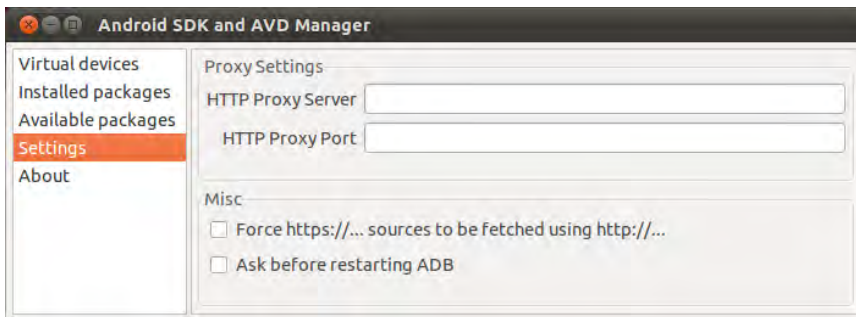 Android SDK and AVD Manager
Virtual devices
Installed packages
Available packages
Settings
About
Proxy Settings
HTTP Proxy Server
HTTP Proxy Port
Misc
Force https://... sources to be fetched using http://...
Ask before restarting ADB